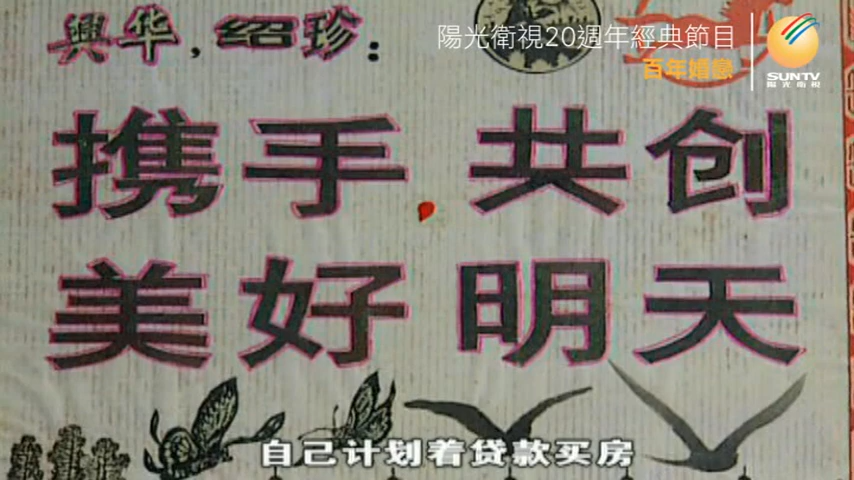 興华，绍珍：
陽光衛視20週年經典節目
百年婚戀
SUNTV
陽光衛視
携手，共创
美好明天
自己计划着贷款买房